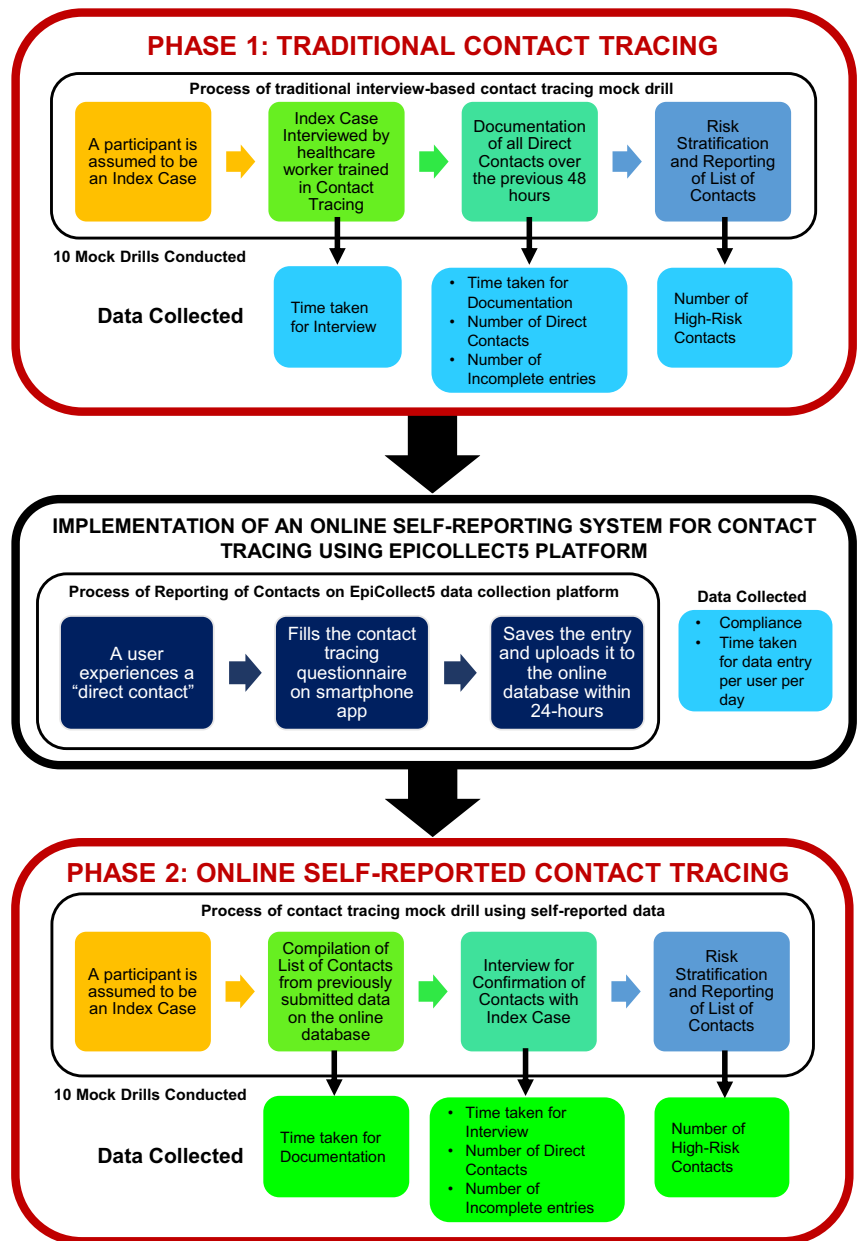 PHASE 1: TRADITIONAL CONTACT TRACING
Process of traditional interview-based contact tracing mock drill
A participant is
assumed to be
an Index Case
Index Case
Interviewed by
healthcare
worker trained
in Contact
Tracing
Documentation
of all Direct
Contacts over
the previous 48
hours
Risk
Stratification
and Reporting
of List of
Contacts
10 Mock Drills Conducted
Data Collected
Time taken
for Interview
• Time taken for
Documentation
• Number of Direct
Contacts
• Number of
Incomplete entries
Number of
High-Risk
Contacts
IMPLEMENTATION OF AN ONLINE SELF-REPORTING SYSTEM FOR CONTACT
TRACING USING EPICOLLECT5 PLATFORM
Process of Reporting of Contacts on EpiCollect5 data collection platform
A user
experiences a
“direct contact”
Fills the contact
tracing
questionnaire
on smartphone
app
Saves the entry
and uploads it to
the online
database within
24-hours
Data Collected
• Compliance
• Time taken
for data entry
per user per
day
PHASE 2: ONLINE SELF-REPORTED CONTACT TRACING
Process of contact tracing mock drill using self-reported data
A participant is
assumed to be
an Index Case
Compilation of
List of Contacts
from previously
submitted data
on the online
database
Interview for
Confirmation of
Contacts with
Index Case
Risk
Stratification
and Reporting
of List of
Contacts
10 Mock Drills Conducted
Data Collected
Time taken for
Documentation
• Time taken for
Interview
• Number of Direct
Contacts
• Number of
Incomplete entries
Number of
High-Risk
Contacts